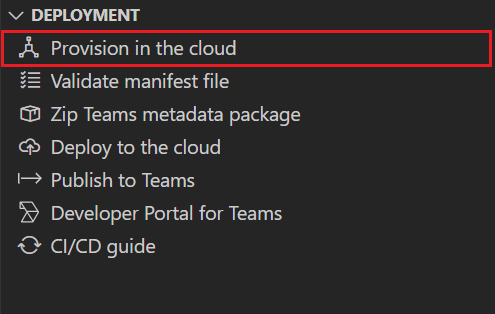 DEPLOYMENT
Provision in the cloud
Validate manifest file
Zip Teams metadata package
Deploy to the cloud
Publish to Teams
Developer Portal for Teams
CI/CD guide